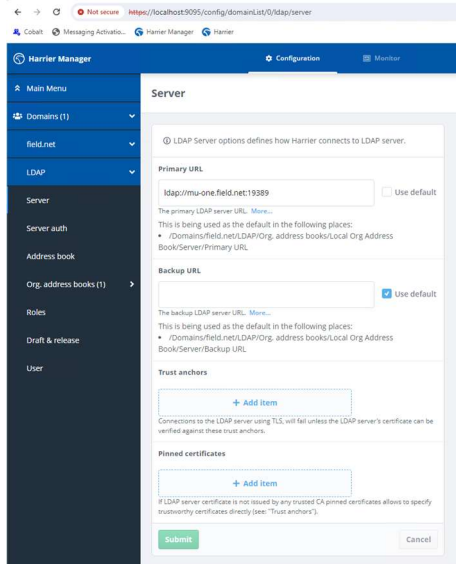 Not secure https://localhost:9095/config/domainList/0/ldap/server
Cobalt Messaging Activatio... Harrier Manager Harrier
Harrier Manager Configuration Monitor
Main Menu
Server
Domains (1)
field.net
LDAP Server options defines how Harrier connects to LDAP server.
LDAP
Primary URL
ldap://mu-one.field.net:19389 Use default
Server
The primary LDAP server URL. More...
This is being used as the default in the following places:
Server auth
• /Domains/field.net/LDAP/Org. address books/Local Org Address
Book/Server/Primary URL
Address book
Backup URL
Org. address books (1)
Use default
Roles
The backup LDAP server URL. More...
This is being used as the default in the following places:
Draft & release
• /Domains/field.net/LDAP/Org. address books/Local Org Address
Book/Server/Backup URL
User
Trust anchors
+ Add item
Connections to the LDAP server using TLS, will fail unless the LDAP server's certificate can be
verified against these trust anchors.
Pinned certificates
+ Add item
If LDAP server certificate is not issued by any trusted CA pinned certificates allows to specify
trustworthy certificates directly (see: "Trust anchors").
Submit Cancel